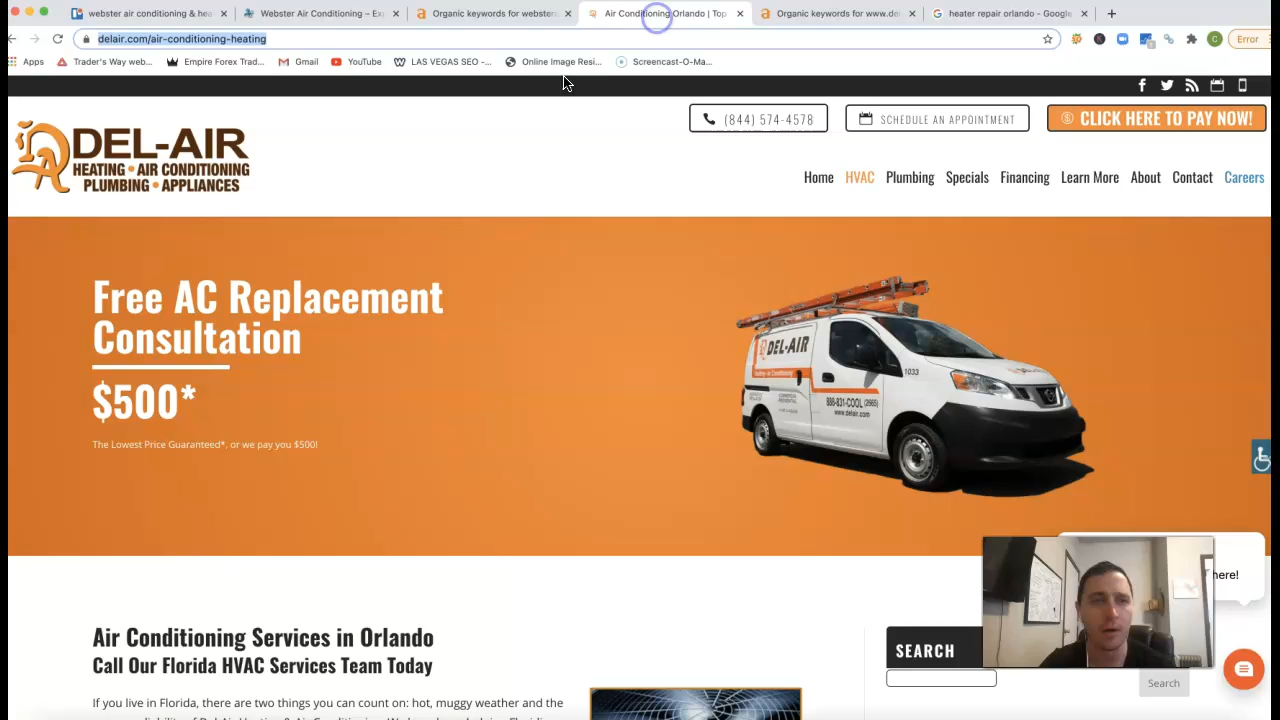 webster air conditioning & hea
Webster Air Conditioning – Ex
Organic keywords for webster
Air Conditioning Orlando | Top
Organic keywords for www.del
heater repair orlando - Google
delair.com/air-conditioning-heating
Error
Apps
Trader's Way web...
Empire Forex Trad...
Gmail
YouTube
LAS VEGAS SEO -...
Online Image Resi...
Screencast-O-Ma...
(844) 574-4578
SCHEDULE AN APPOINTMENT
CLICK HERE TO PAY NOW!
DEL-AIR
HEATING • AIR CONDITIONING
PLUMBING • APPLIANCES
Home
HVAC
Plumbing
Specials
Financing
Learn More
About
Contact
Careers
Free AC Replacement
Consultation
$500*
The Lowest Price Guaranteed*, or we pay you $500!
DEL-AIR
1033
888-831-COOL (2665)
www.delair.com
Air Conditioning Services in Orlando
Call Our Florida HVAC Services Team Today
If you live in Florida, there are two things you can count on: hot, muggy weather and the
SEARCH
Search
here!